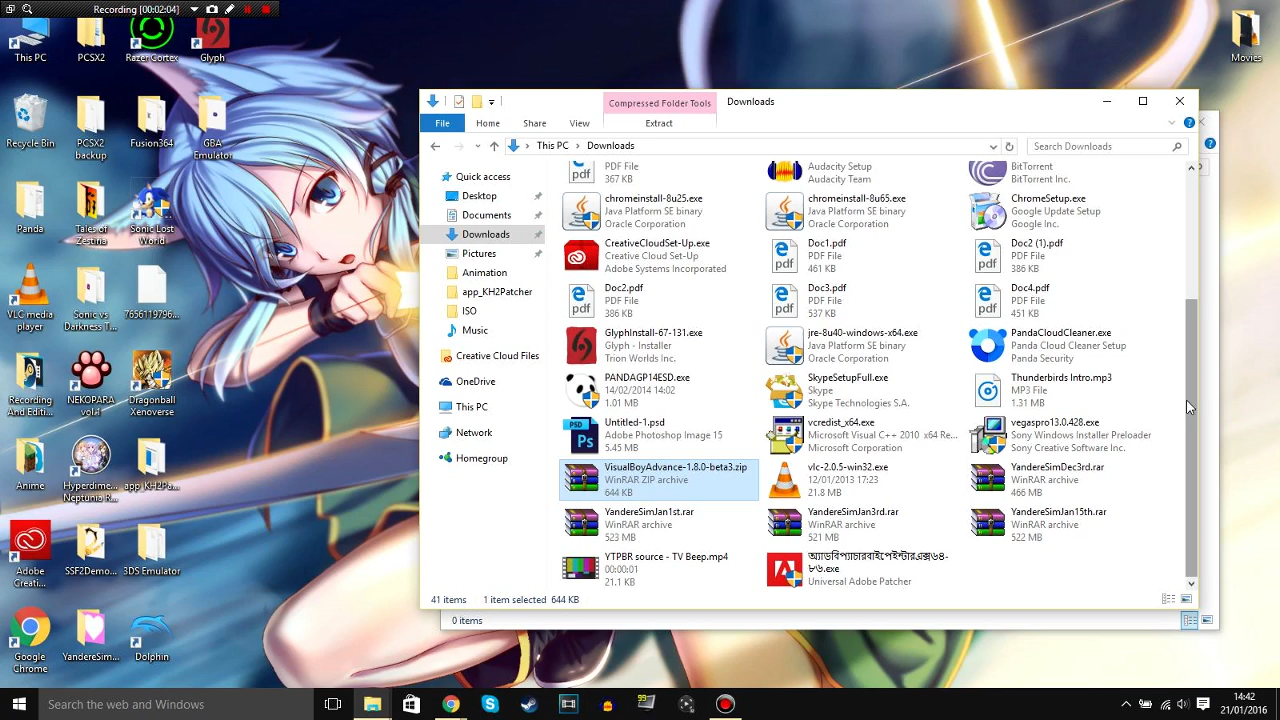 Recording [00:02:04]
This PC
PCSX2
Razer Cortex
Glyph
Movies
Recycle Bin
PCSX2 backup
Fusion364
GBA Emulator
Panda
Tales of Zestiria
Sonic Lost World
VLC media player
Sonic vs Darkness T...
7656119796...
Recording And Editi...
NEKOPARA vol.1
Dragonball Xenoverse
Anime
Hyperdime... Neptunia R...
app_KH2Pa...
Adobe Creati...
SSF2Demo...
3DS Emulator
Google Chrome
YandereSim...
Dolphin
Compressed Folder Tools
Downloads
File
Home
Share
View
Extract
This PC
Downloads
Search Downloads
Quick access
Desktop
Documents
Downloads
Pictures
Animation
app_KH2Patcher
ISO
Music
Creative Cloud Files
OneDrive
This PC
Network
Homegroup
PDF File
367 KB
Audacity Setup
Audacity Team
BitTorrent
BitTorrent Inc.
chromeinstall-8u25.exe
Java Platform SE binary
Oracle Corporation
chromeinstall-8u65.exe
Java Platform SE binary
Oracle Corporation
ChromeSetup.exe
Google Update Setup
Google Inc.
CreativeCloudSet-Up.exe
Creative Cloud Set-Up
Adobe Systems Incorporated
pdf
Doc1.pdf
PDF File
461 KB
pdf
Doc2 (1).pdf
PDF File
386 KB
pdf
Doc2.pdf
PDF File
386 KB
pdf
Doc3.pdf
PDF File
537 KB
pdf
Doc4.pdf
PDF File
451 KB
GlyphInstall-67-131.exe
Glyph - Installer
Trion Worlds Inc.
jre-8u40-windows-x64.exe
Java Platform SE binary
Oracle Corporation
PandaCloudCleaner.exe
Panda Cloud Cleaner Setup
Panda Security
PANDAGP14ESD.exe
14/02/2014 14:02
1.01 MB
SkypeSetupFull.exe
Skype
Skype Technologies S.A.
Thunderbirds Intro.mp3
MP3 File
1.31 MB
PSD
Ps
Untitled-1.psd
Adobe Photoshop Image 15
5.45 MB
vcredist_x64.exe
Microsoft Visual C++ 2010 x64 Re...
Microsoft Corporation
vegaspro13.0.428.exe
Sony Windows Installer Preloader
Sony Creative Software Inc.
VisualBoyAdvance-1.8.0-beta3.zip
WinRAR ZIP archive
644 KB
vlc-2.0.5-win32.exe
12/01/2013 17:23
21.8 MB
YandereSimDec3rd.rar
WinRAR archive
466 MB
YandereSimJan1st.rar
WinRAR archive
523 MB
YandereSimJan3rd.rar
WinRAR archive
521 MB
YandereSimJan15th.rar
WinRAR archive
522 MB
YTPBR source - TV Beep.mp4
00:00:01
21.1 KB
Universal Adobe Patcher
41 items
1 item selected 644 KB
0 items
Search the web and Windows
14:42
21/01/2016